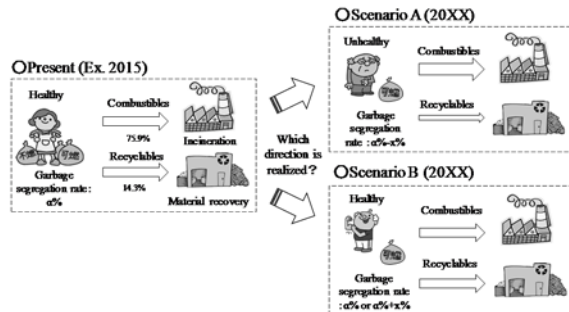 ○Present (Ex. 2015)
Healthy
Combustibles
75.9%
Incineration
Recyclables
14.3%
Garbage
segregation rate:
α%
Material recovery
Which
direction is
realized?
○Scenario A (20XX)
Unhealthy
Combustibles
Recyclables
Garbage
segregation
rate : α%-x%
○Scenario B (20XX)
Healthy
Combustibles
Recyclables
Garbage
segregation rate
: α% or α%+x%